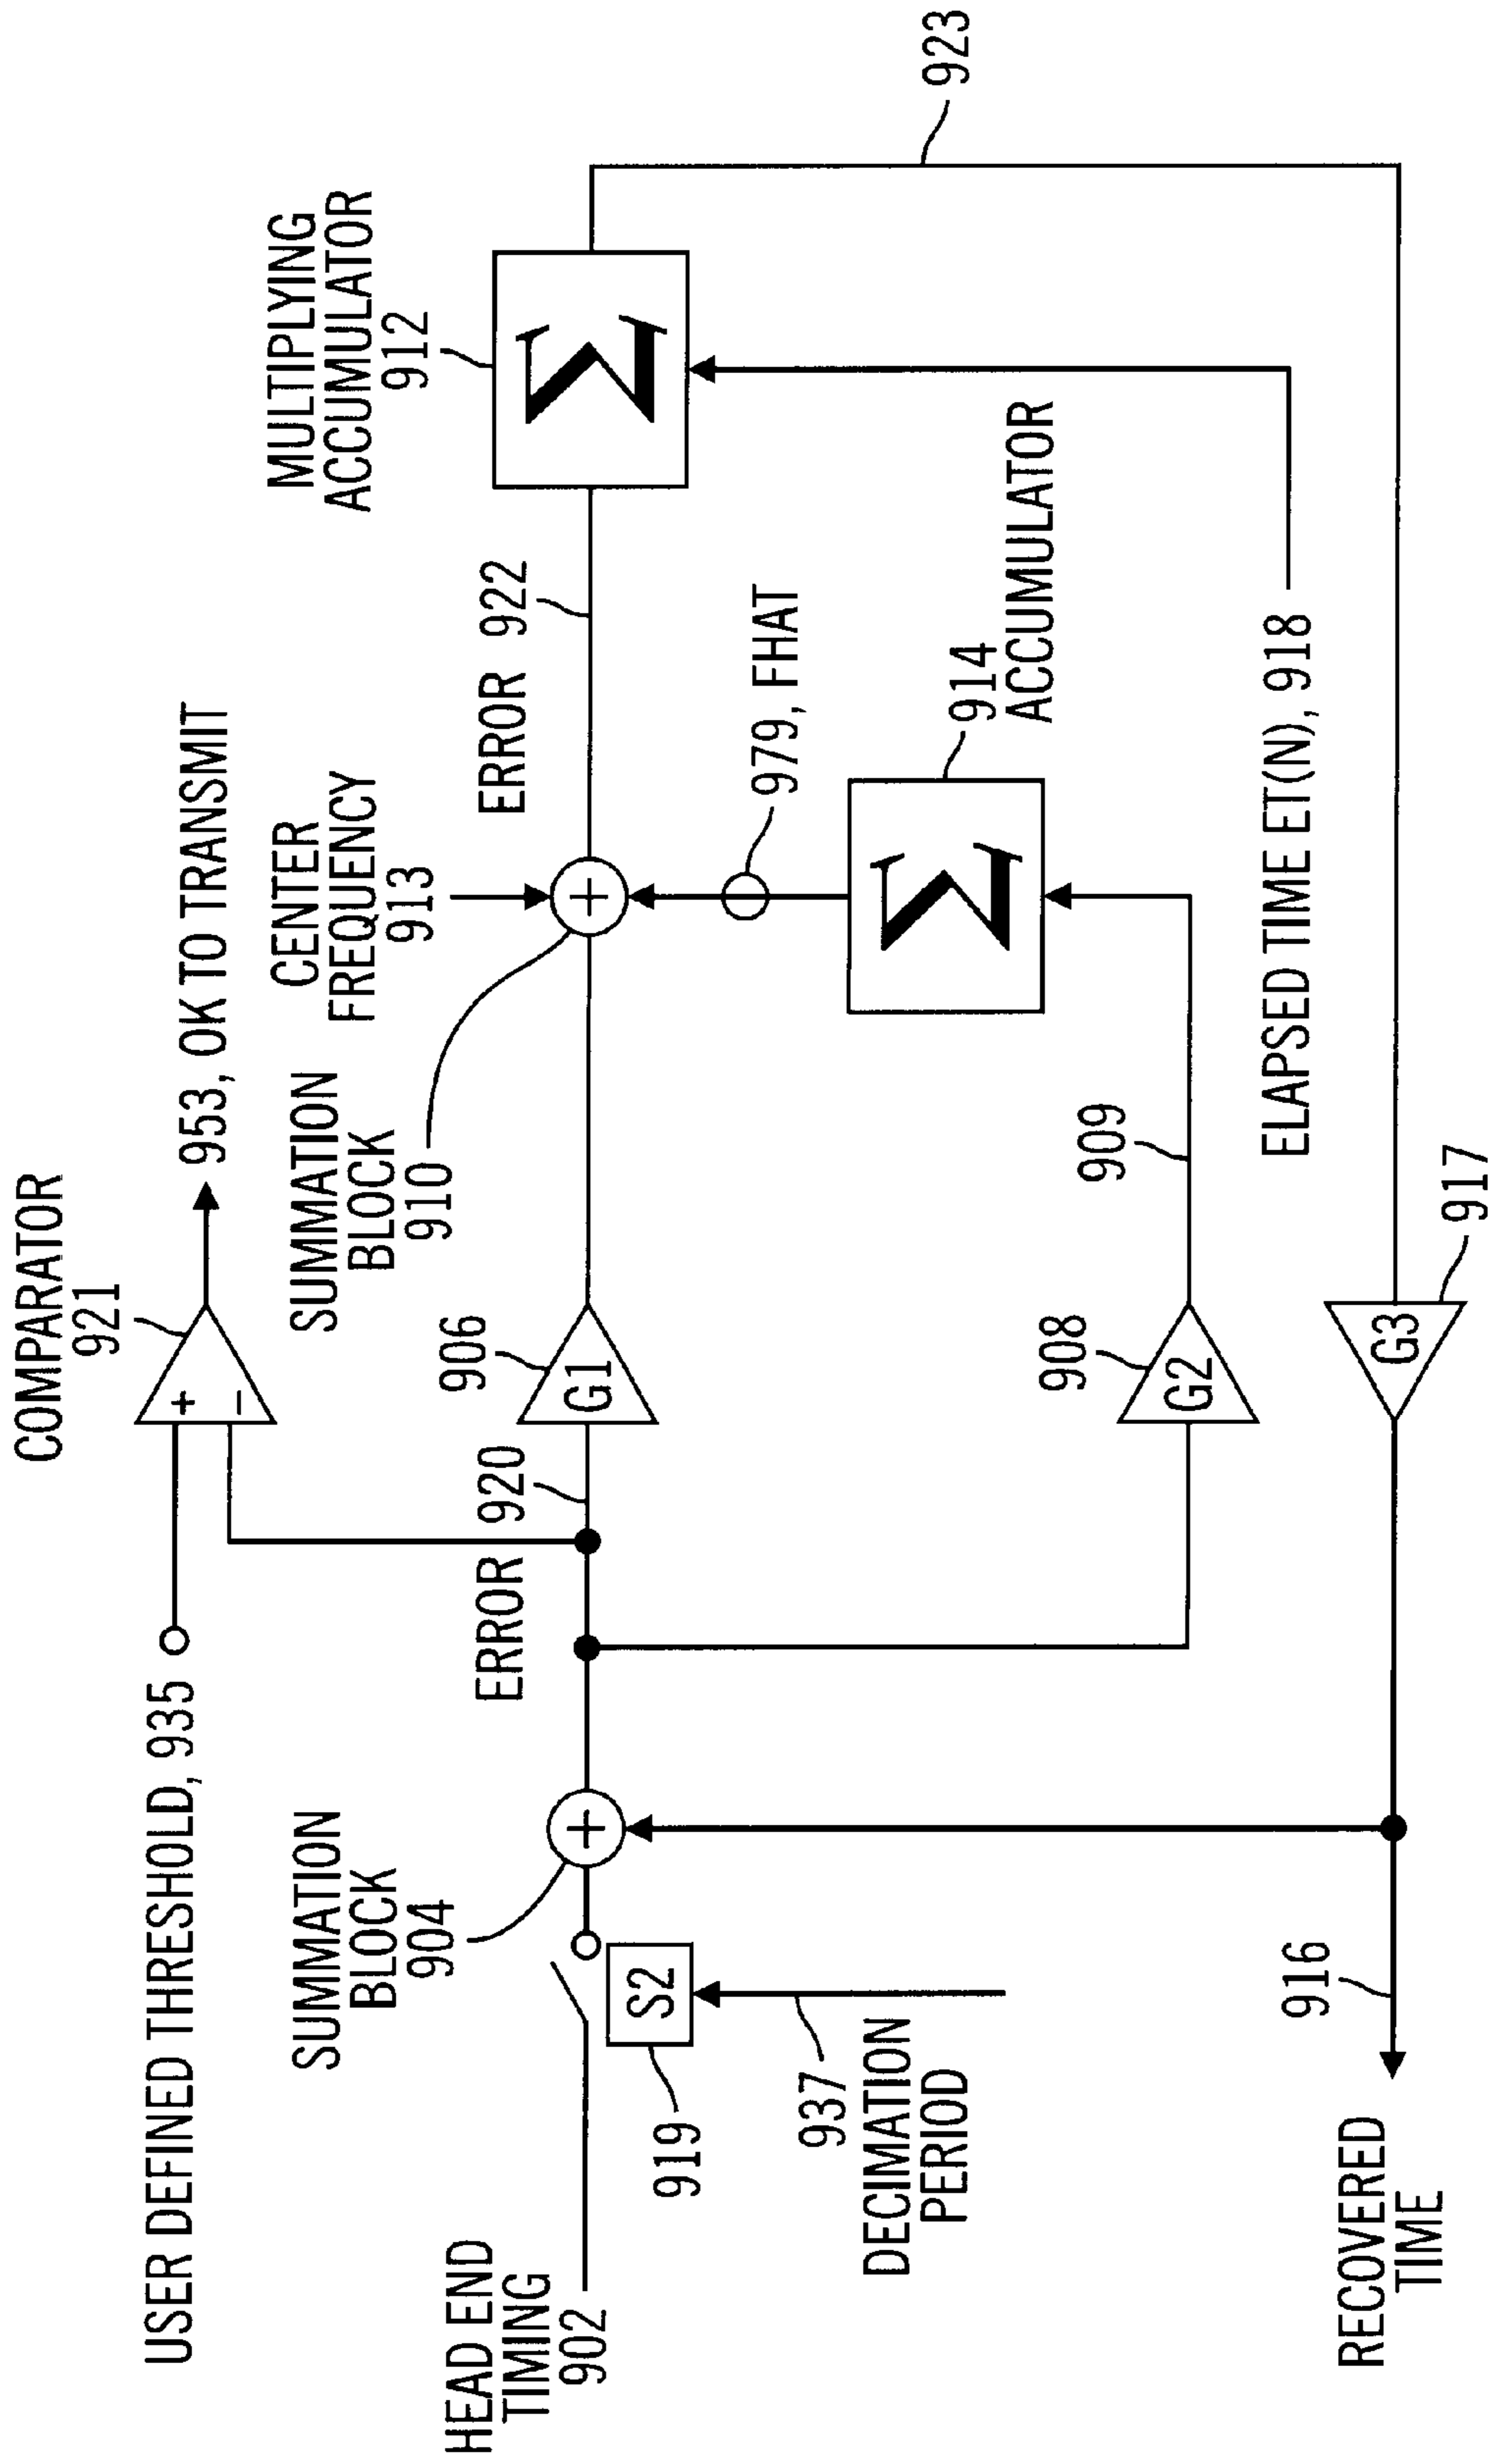 COMPARATOR
921
953, OK TO TRANSMIT
USER DEFINED THRESHOLD, 935
+
−
MULTIPLYING
ACCUMULATOR
912
Σ
CENTER
FREQUENCY
913
SUMMATION
BLOCK
910
SUMMATION
BLOCK
904
HEAD END
TIMING
902
+
ERROR
920
G1
906
+
ERROR 922
923
S2
919
937
DECIMATION
PERIOD
979, FHAT
914
ACCUMULATOR
Σ
G2
908
909
ELAPSED TIME ET(N), 918
G3
917
916
RECOVERED
TIME